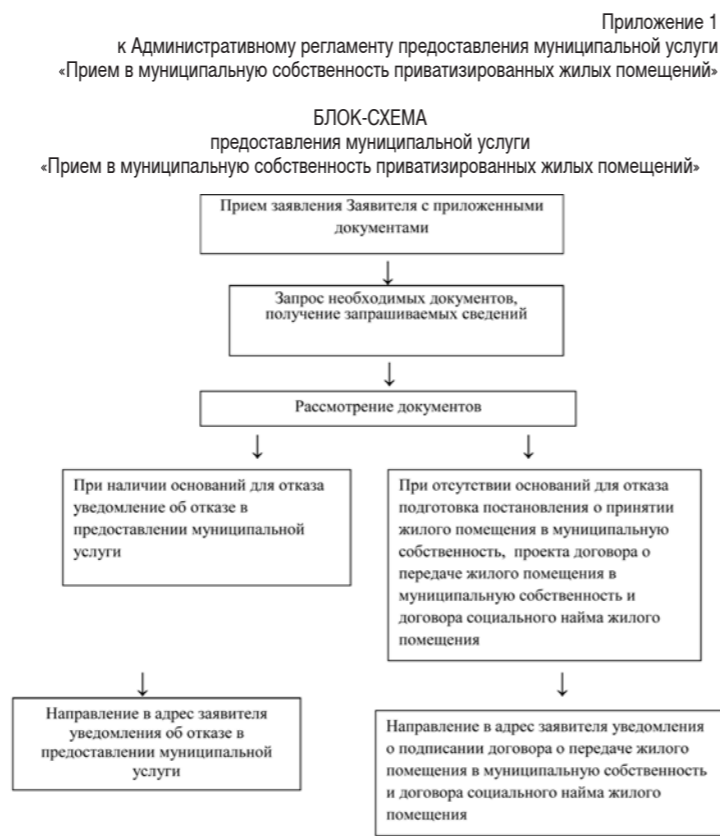 Приложение 1
к Административному регламенту предоставления муниципальной услуги
«Прием в муниципальную собственность приватизированных жилых помещений»
БЛОК-СХЕМА
предоставления муниципальной услуги
«Прием в муниципальную собственность приватизированных жилых помещений»
Прием заявления Заявителя с приложенными
документами
Запрос необходимых документов,
получение запрашиваемых сведений
Рассмотрение документов
При наличии оснований для отказа
уведомление об отказе в
предоставлении муниципальной
услуги
При отсутствии оснований для отказа
подготовка постановления о принятии
жилого помещения в муниципальную
собственность, проекта договора о
передаче жилого помещения в
муниципальную собственность и
договора социального найма жилого
помещения
Направление в адрес заявителя
уведомления об отказе в
предоставлении муниципальной
услуги
Направление в адрес заявителя уведомления
о подписании договора о передаче жилого
помещения в муниципальную собственность
и договора социального найма жилого
помещения